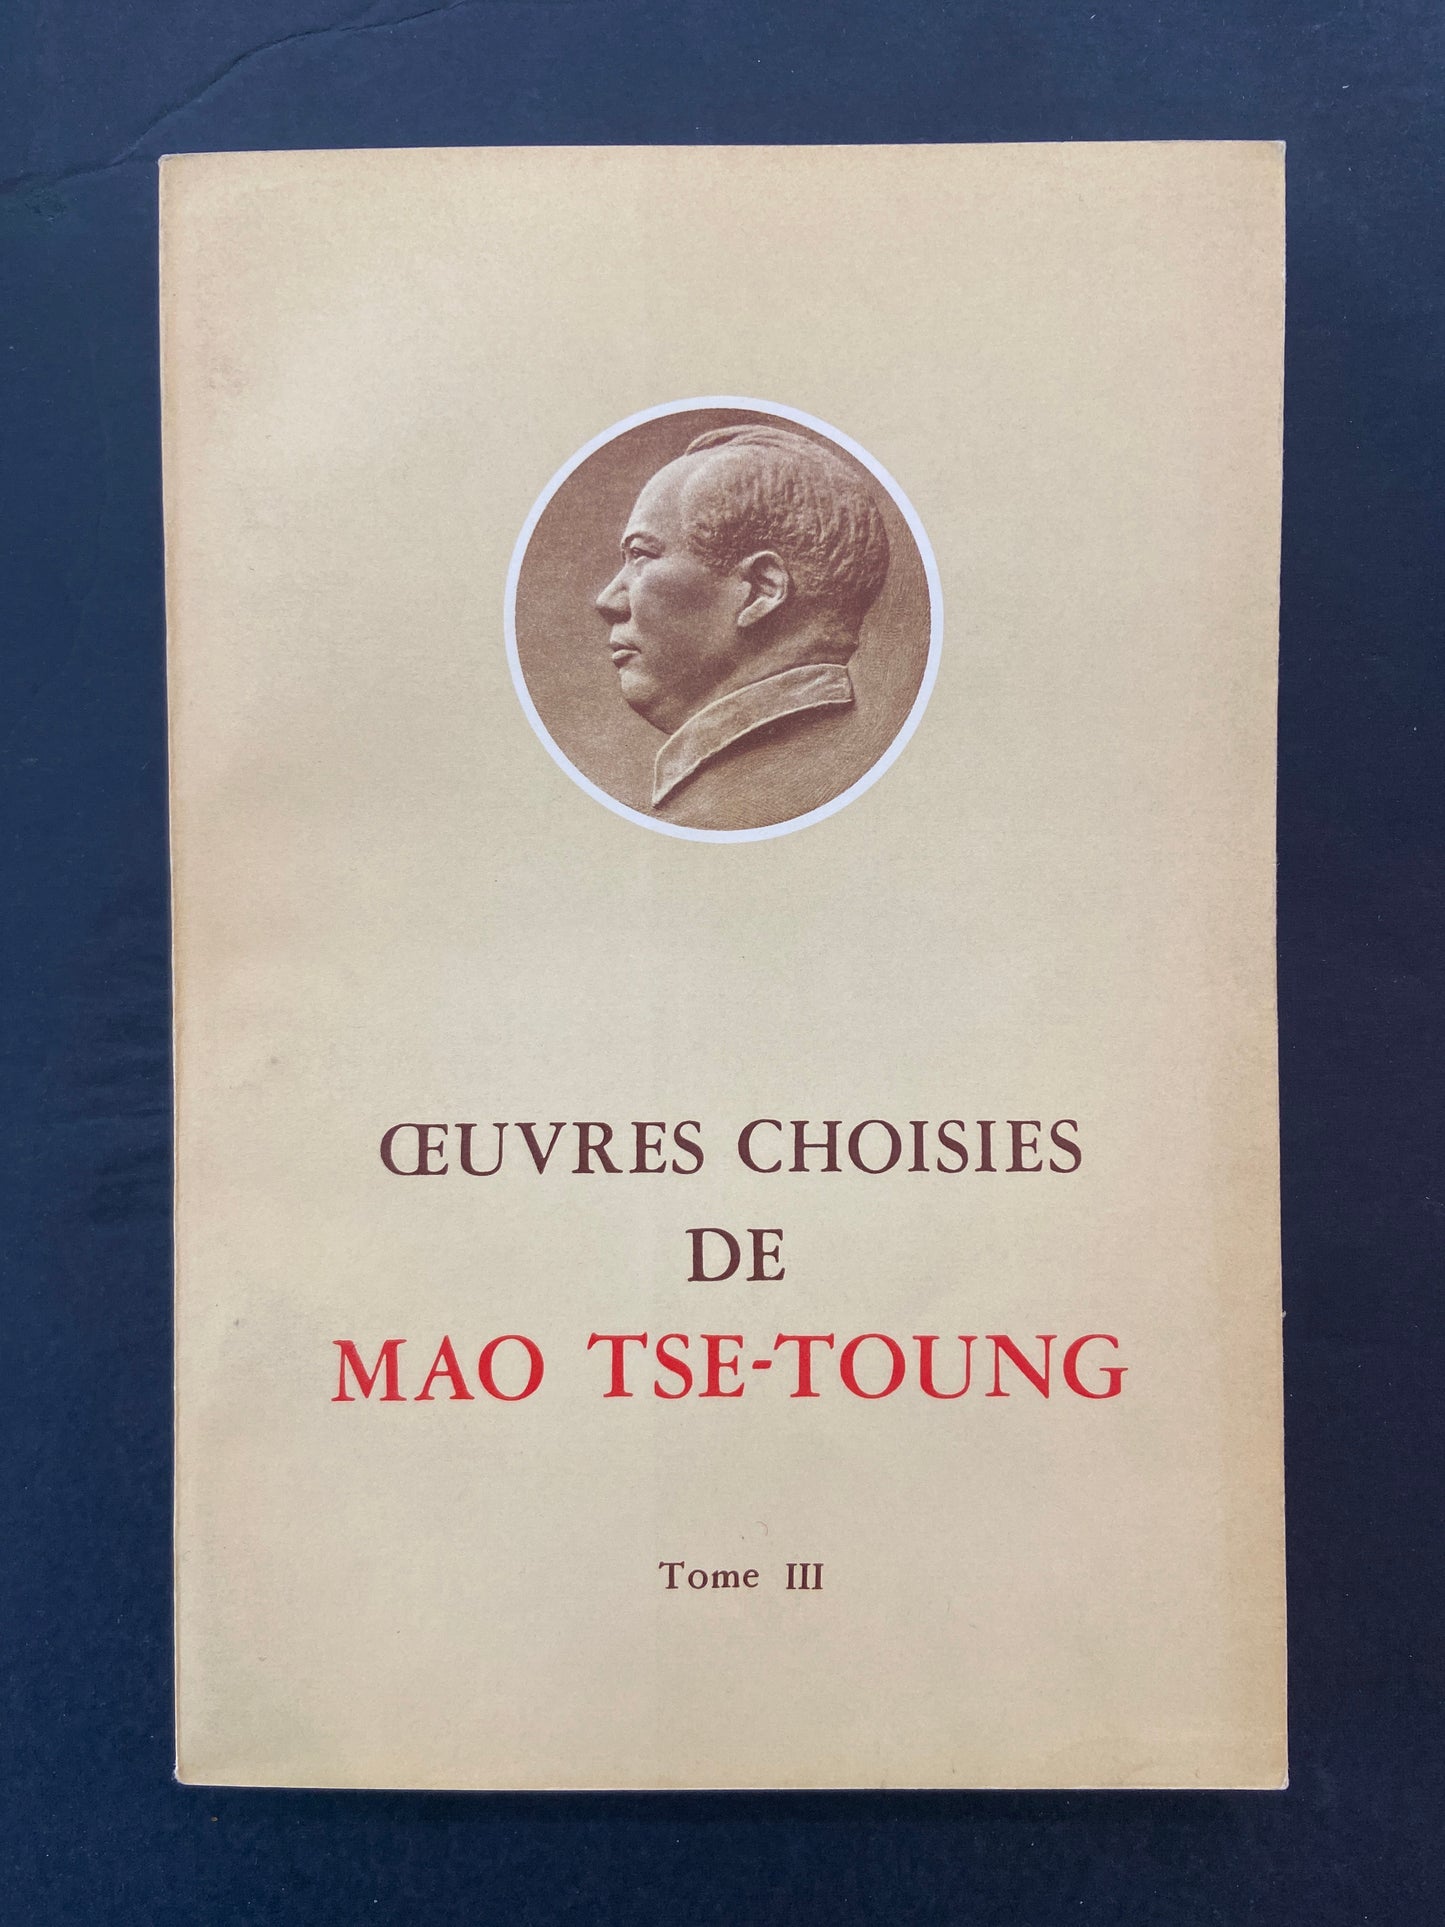 ŒUVRES CHOISIES
DE
MAO TSE-TOUNG
Tome III